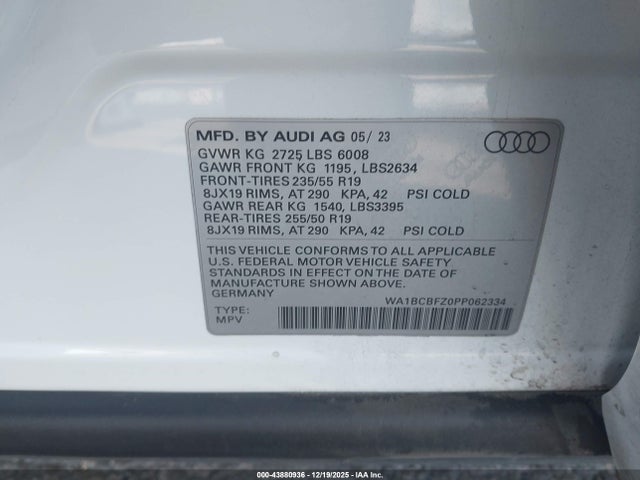 MFD. BY AUDI AG 05/ 23
GVWR KG 2725 LBS 6008
GAWR FRONT KG 1195, LBS2634
FRONT-TIRES 235/55 R19
8JX19 RIMS, AT 290 KPA, 42 PSI COLD
GAWR REAR KG 1540, LBS3395
REAR-TIRES 255/50 R19
8JX19 RIMS, AT 290 KPA, 42 PSI COLD
THIS VEHICLE CONFORMS TO ALL APPLICABLE
U.S. FEDERAL MOTOR VEHICLE SAFETY
STANDARDS IN EFFECT ON THE DATE OF
MANUFACTURE SHOWN ABOVE.
GERMANY
WA1BCBFZ0PP062334
TYPE:
MPV
000-43880936 - 12/19/2025 - IAA Inc.